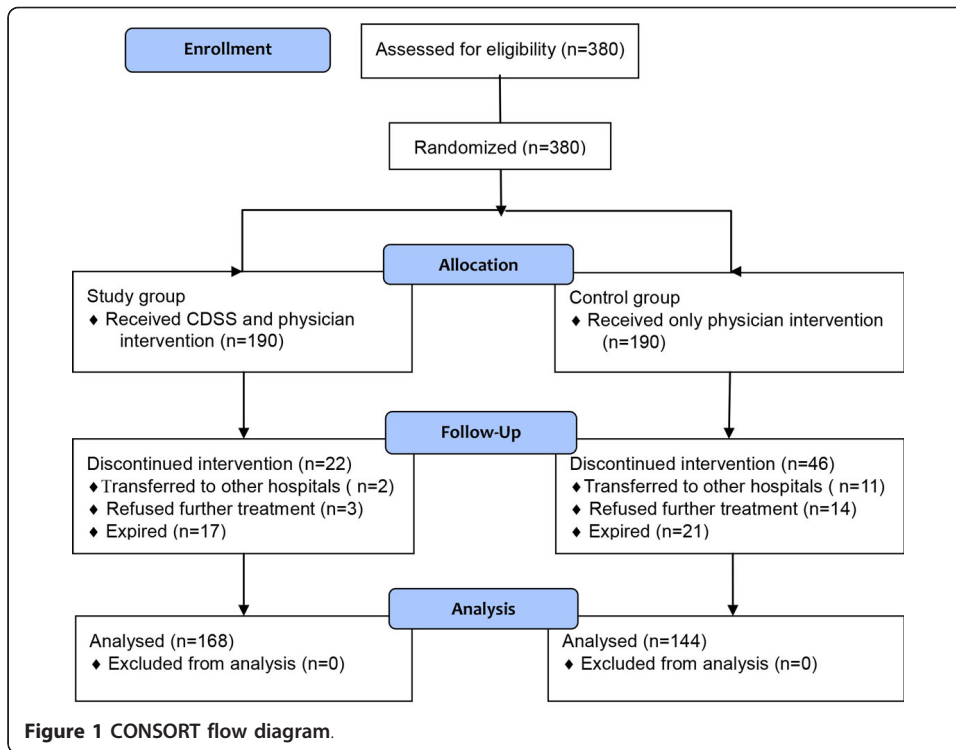 Enrollment
Assessed for eligibility (n=380)
Randomized (n=380)
Allocation
Study group
♦ Received CDSS and physician
intervention (n=190)
Control group
♦ Received only physician intervention
(n=190)
Follow-Up
Discontinued intervention (n=22)
♦Transferred to other hospitals ( n=2)
♦ Refused further treatment (n=3)
♦ Expired (n=17)
Discontinued intervention (n=46)
♦Transferred to other hospitals ( n=11)
♦ Refused further treatment (n=14)
♦ Expired (n=21)
Analysis
Analysed (n=168)
♦ Excluded from analysis (n=0)
Analysed (n=144)
♦ Excluded from analysis (n=0)
Figure 1 CONSORT flow diagram.